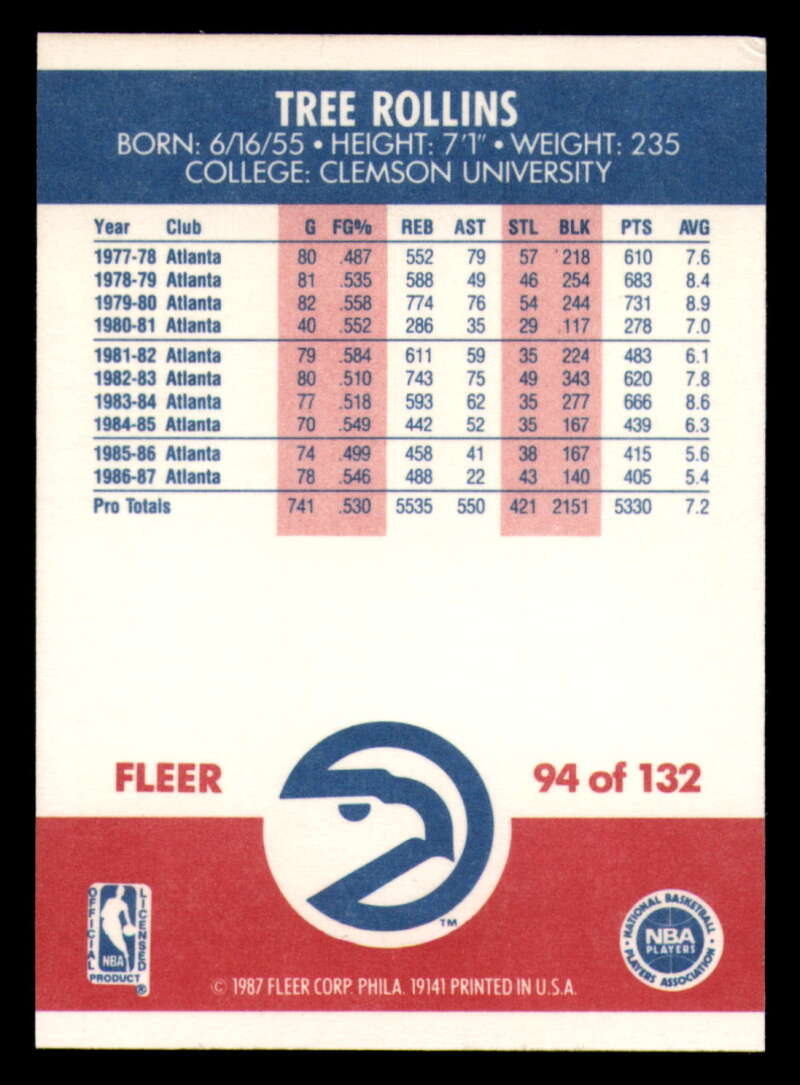 TREE ROLLINS
BORN: 6/16/55 • HEIGHT: 7'1" • WEIGHT: 235
COLLEGE: CLEMSON UNIVERSITY
Year Club G FG% REB AST STL BLK PTS AVG
1977-78 Atlanta 80 .487 552 79 57 218 610 7.6
1978-79 Atlanta 81 .535 588 49 46 254 683 8.4
1979-80 Atlanta 82 .558 774 76 54 244 731 8.9
1980-81 Atlanta 40 .552 286 35 29 117 278 7.0
1981-82 Atlanta 79 .584 611 59 35 224 483 6.1
1982-83 Atlanta 80 .510 743 75 49 343 620 7.8
1983-84 Atlanta 77 .518 593 62 35 277 666 8.6
1984-85 Atlanta 70 .549 442 52 35 167 439 6.3
1985-86 Atlanta 74 .499 458 41 38 167 415 5.6
1986-87 Atlanta 78 .546 488 22 43 140 405 5.4
Pro Totals 741 .530 5535 550 421 2151 5330 7.2
FLEER
94 of 132
TM
OFFICIAL LICENSED
NBA
PRODUCT ®
NATIONAL BASKETBALL
NBA
PLAYERS
PLAYERS ASSOCIATION
© 1987 FLEER CORP. PHILA. 19141 PRINTED IN U.S.A.